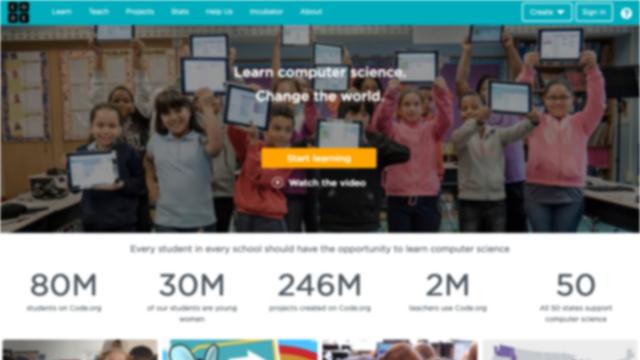 C O
D E
Learn Teach Projects Stats Help Us Incubator About
Create Sign in ?
Learn computer science.
Change the world.
Start learning
Watch the video
Every student in every school should have the opportunity to learn computer science
80M 30M 246M 2M 50
students on Code.org of our students are young projects created on Code.org teachers use Code.org All 50 states support
women computer science